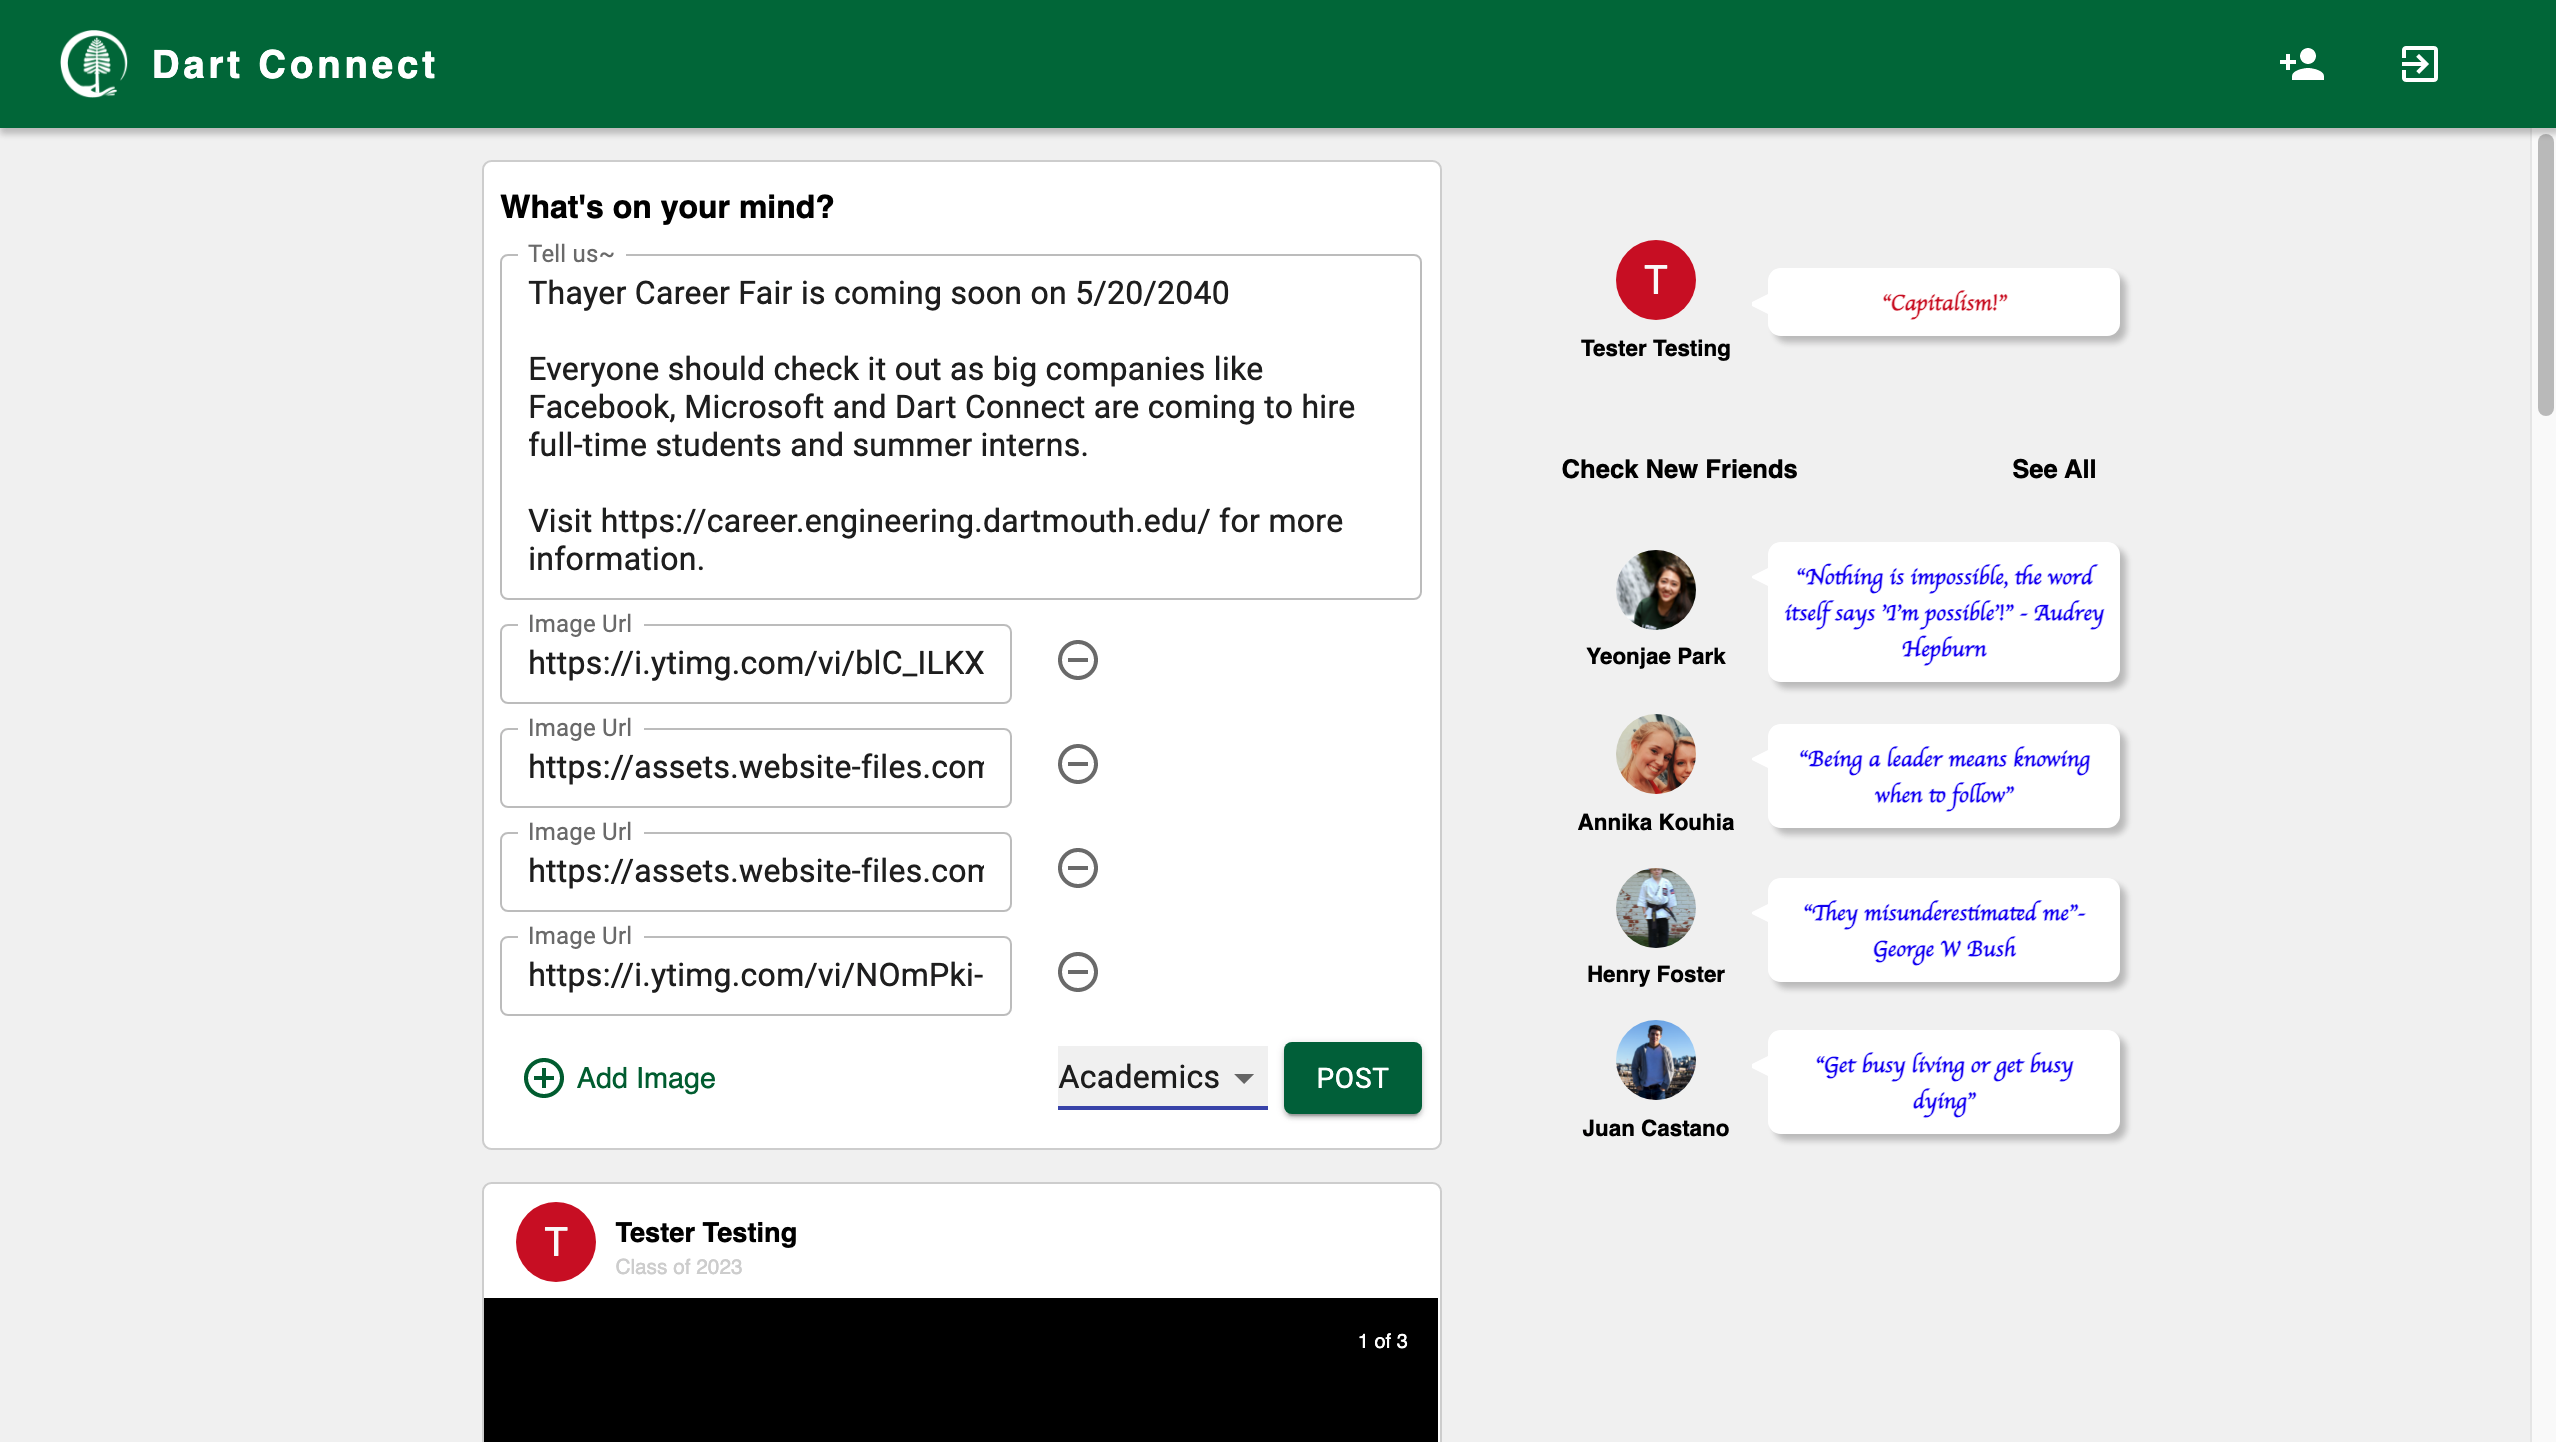 Dart Connect
What's on your mind?
Tell us~
Thayer Career Fair is coming soon on 5/20/2040
Everyone should check it out as big companies like
Facebook, Microsoft and Dart Connect are coming to hire
full-time students and summer interns.
Visit https://career.engineering.dartmouth.edu/ for more
information.
Image Url
https://i.ytimg.com/vi/blC_ILKX
Image Url
https://assets.website-files.com
Image Url
https://assets.website-files.com
Image Url
https://i.ytimg.com/vi/NOmPki-
Add Image
Academics
POST
T
Tester Testing
Class of 2023
1 of 3
T
Tester Testing
“Capitalism!”
Check New Friends
See All
Yeonjae Park
“Nothing is impossible, the word
itself says 'I'm possible'!” - Audrey
Hepburn
Annika Kouhia
“Being a leader means knowing
when to follow”
Henry Foster
“They misunderestimated me”-
George W Bush
Juan Castano
“Get busy living or get busy
dying”